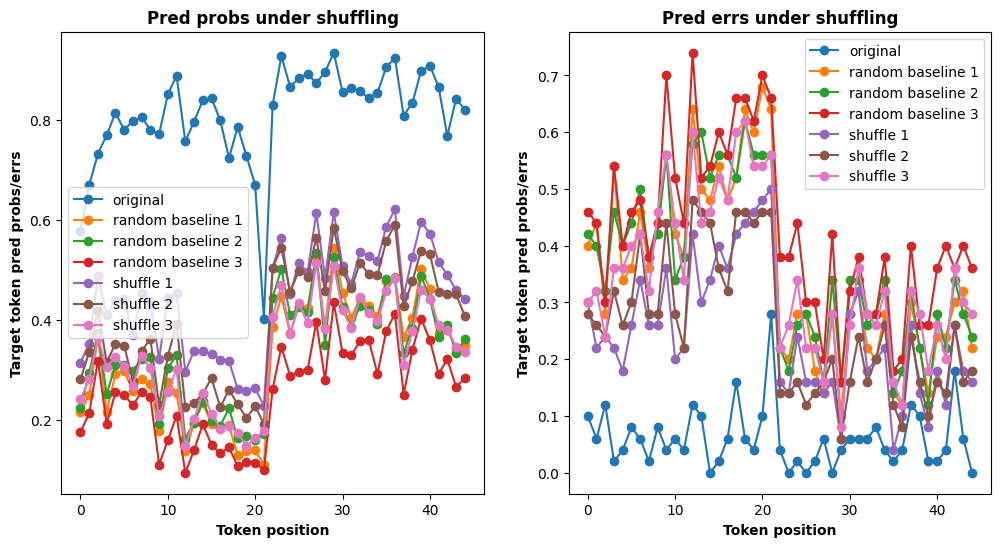 Pred probs under shuffling
Target token pred probs/errs
0.8
0.6
0.4
0.2
original
random baseline 1
random baseline 2
random baseline 3
shuffle 1
shuffle 2
shuffle 3
0 10 20 30 40
Token position
Pred errs under shuffling
Target token pred probs/errs
0.7
0.6
0.5
0.4
0.3
0.2
0.1
0.0
original
random baseline 1
random baseline 2
random baseline 3
shuffle 1
shuffle 2
shuffle 3
0 10 20 30 40
Token position